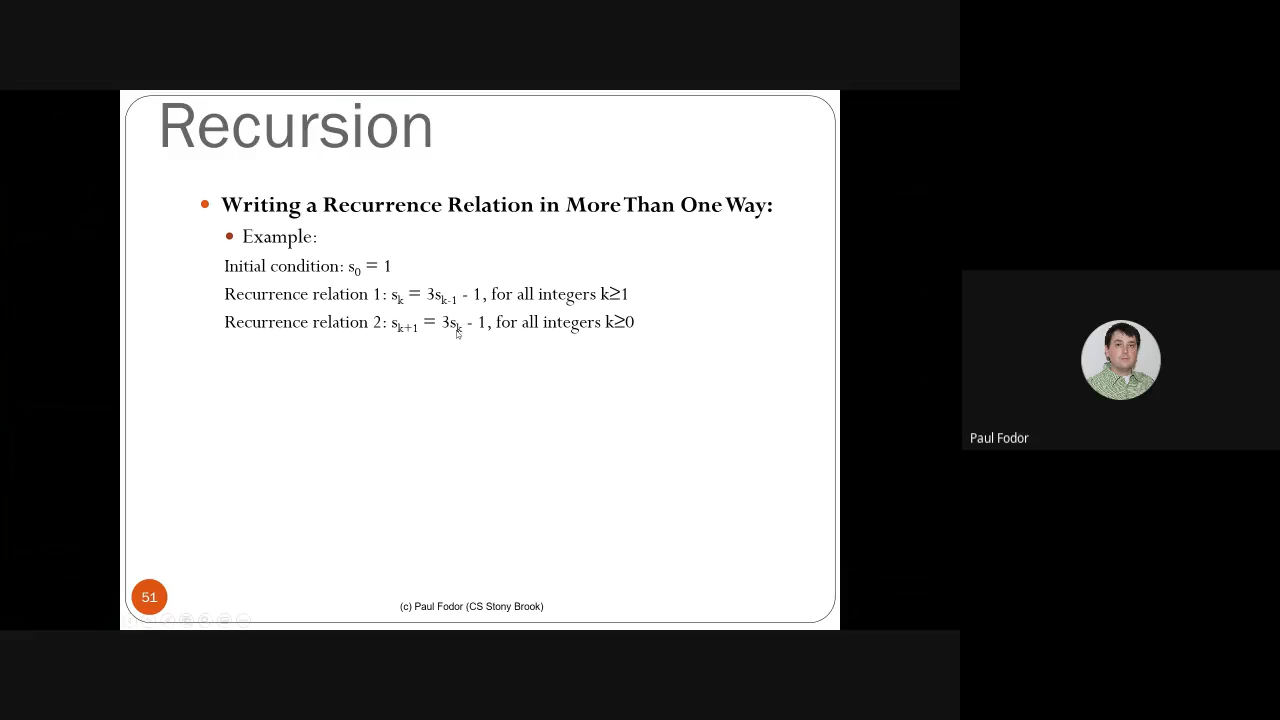 Recursion
• Writing a Recurrence Relation in More Than One Way:
• Example:
Initial condition: s₀ = 1
Recurrence relation 1: sₖ = 3sₖ₋₁ - 1, for all integers k≥1
Recurrence relation 2: sₖ₊₁ = 3sₖ - 1, for all integers k≥0
51
(c) Paul Fodor (CS Stony Brook)
Paul Fodor